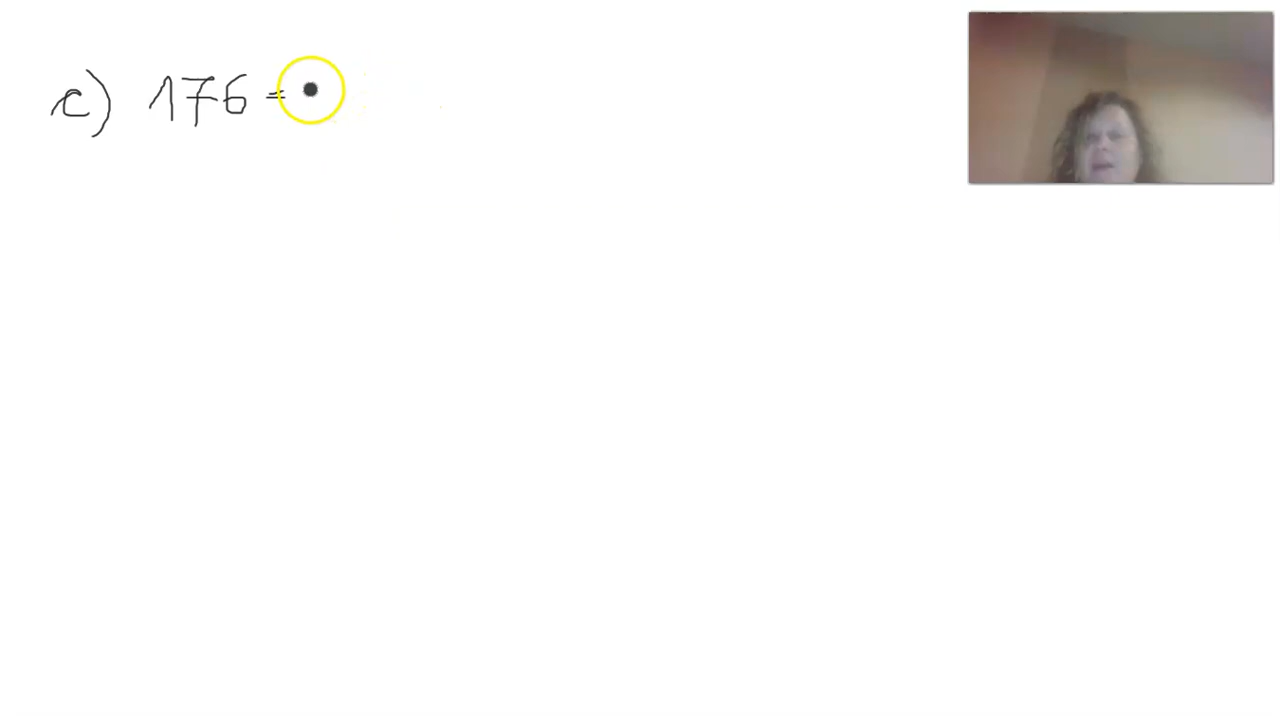 c) 176 =